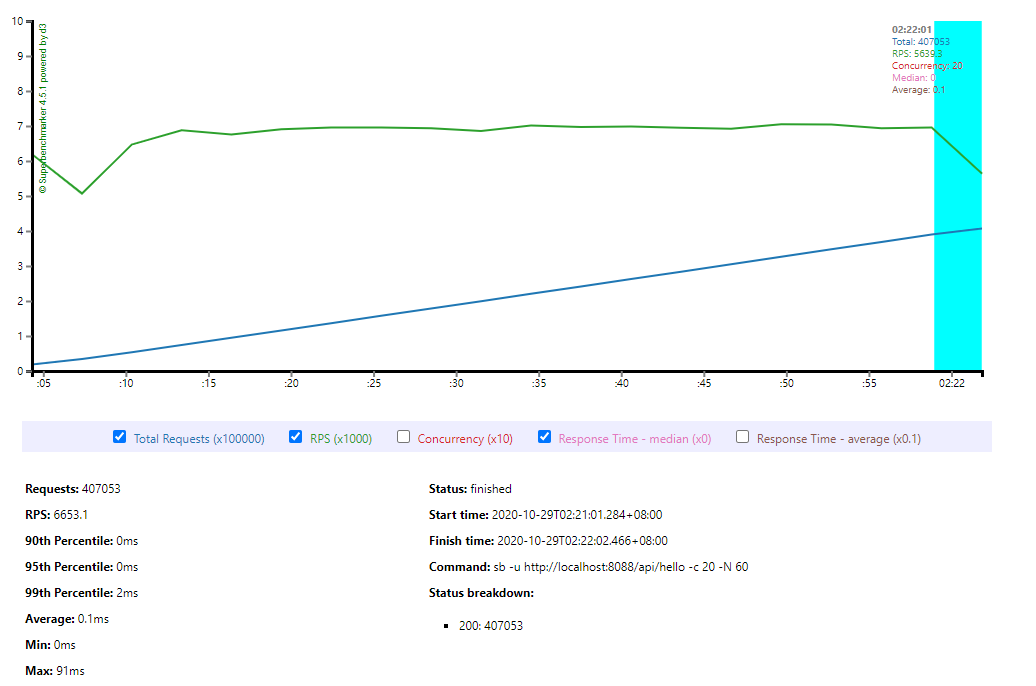 10
9
8
7
6
5
4
3
2
1
0
© Superbenchmarker 4.5.1 powered by d3
02:22:01
Total: 407053
RPS: 5639.3
Concurrency: 20
Median: 0
Average: 0.1
:05 :10 :15 :20 :25 :30 :35 :40 :45 :50 :55 02:22
Total Requests (x100000) RPS (x1000) Concurrency (x10) Response Time - median (x0) Response Time - average (x0.1)
Requests: 407053
RPS: 6653.1
90th Percentile: 0ms
95th Percentile: 0ms
99th Percentile: 2ms
Average: 0.1ms
Min: 0ms
Max: 91ms
Status: finished
Start time: 2020-10-29T02:21:01.284+08:00
Finish time: 2020-10-29T02:22:02.466+08:00
Command: sb -u http://localhost:8088/api/hello -c 20 -N 60
Status breakdown:
200: 407053